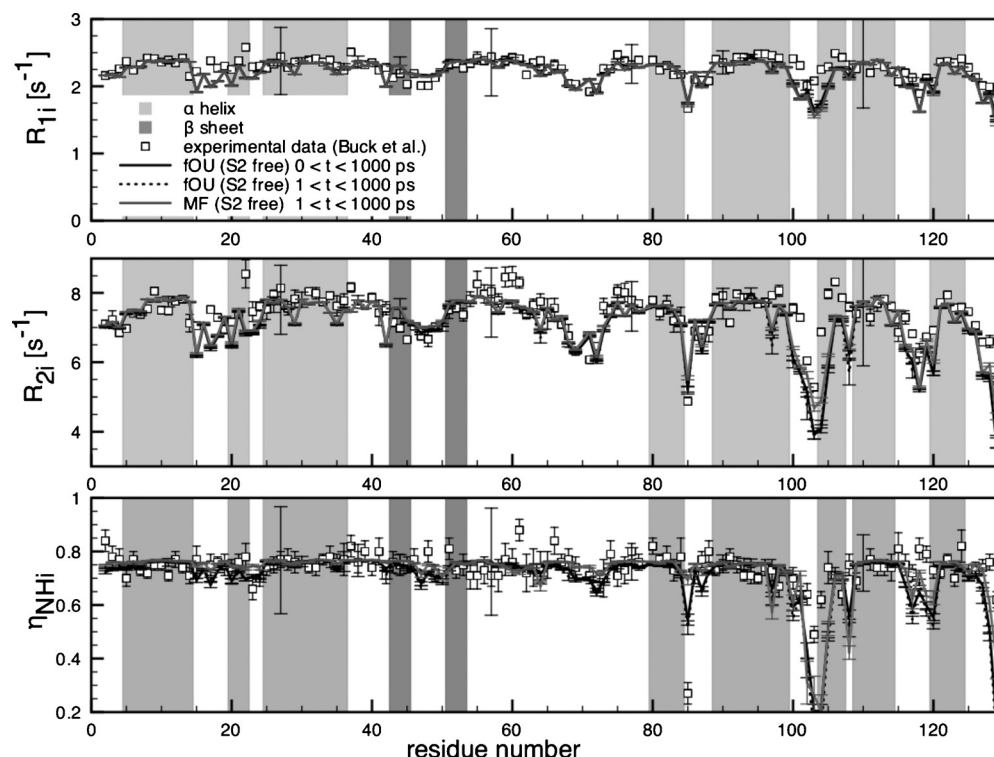 3
2
1
0
R1i [s-1]
α helix
β sheet
experimental data (Buck et al.)
fOU (S2 free) 0 < t < 1000 ps
fOU (S2 free) 1 < t < 1000 ps
MF (S2 free) 1 < t < 1000 ps
0 20 40 60 80 100 120
8
6
4
R2i [s-1]
0 20 40 60 80 100 120
1
0.8
0.6
0.4
0.2
ηNHi
0 20 40 60 80 100 120
residue number